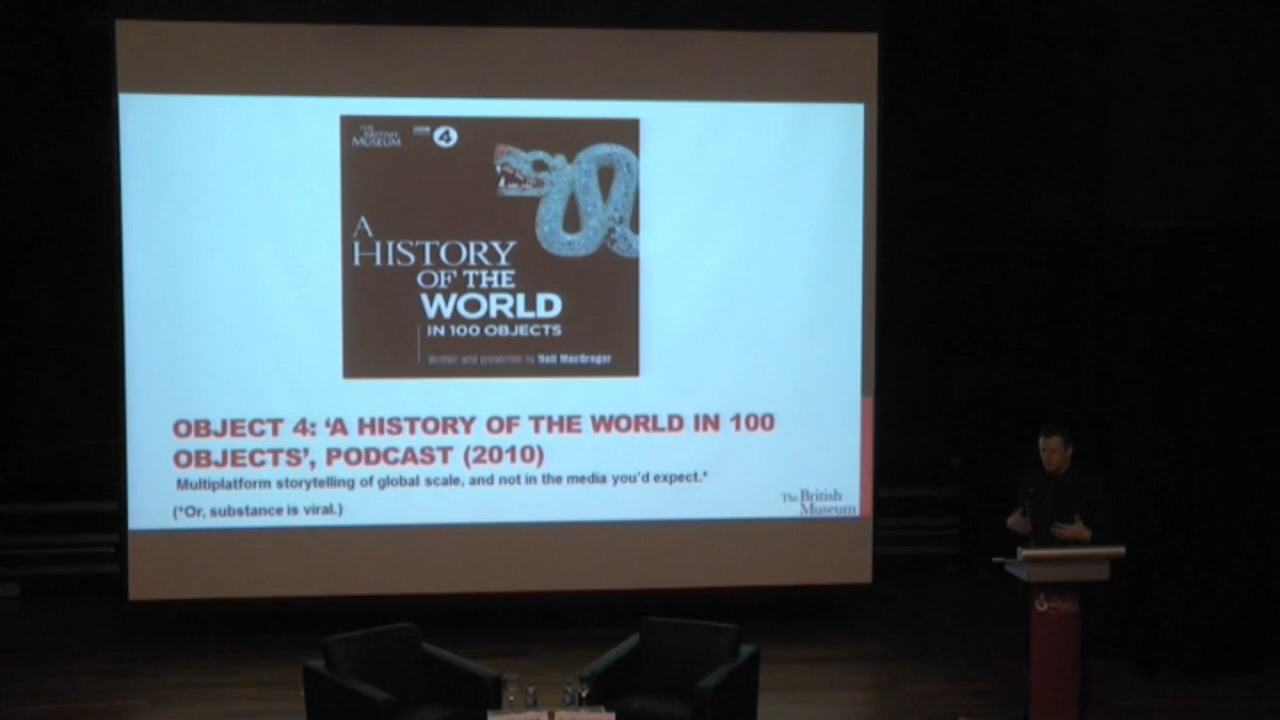 THE
BRITISH
MUSEUM
BBC
4
A
HISTORY
OF THE
WORLD
IN 100 OBJECTS
Written and presented by Neil MacGregor
OBJECT 4: ‘A HISTORY OF THE WORLD IN 100
OBJECTS’, PODCAST (2010)
Multiplatform storytelling of global scale, and not in the media you’d expect.*
(*Or, substance is viral.)
The British
Museum